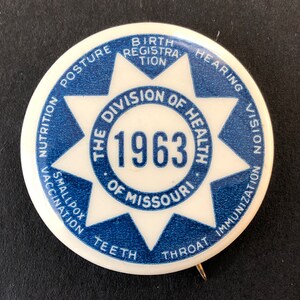 BIRTH
REGISTRA
TION
HEARING
VISION
IMMUNIZATION
THROAT
TEETH
SMALLPOX
VACCINATION
NUTRITION
POSTURE
THE DIVISION OF HEALTH
· OF MISSOURI ·
1963